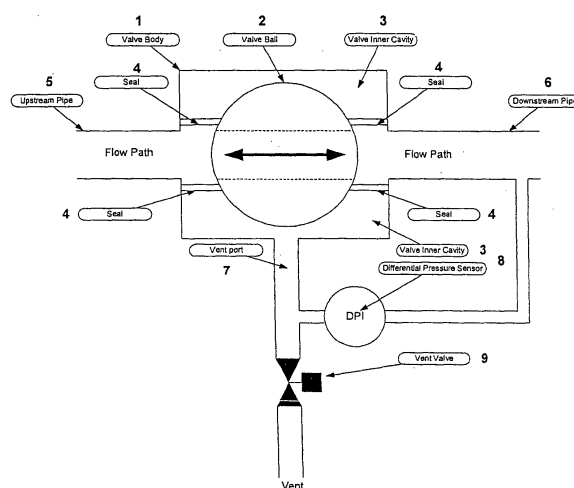 1 2 3
Valve Body Valve Ball Valve Inner Cavity
4 4
5 Seal Seal 6
Upstream Pipe Downstream Pipe
Flow Path Flow Path
4 Seal Seal 4
Vent port Valve Inner Cavity 3
7 Differential Pressure Sensor 8
DPI
Vent Valve 9
Vent